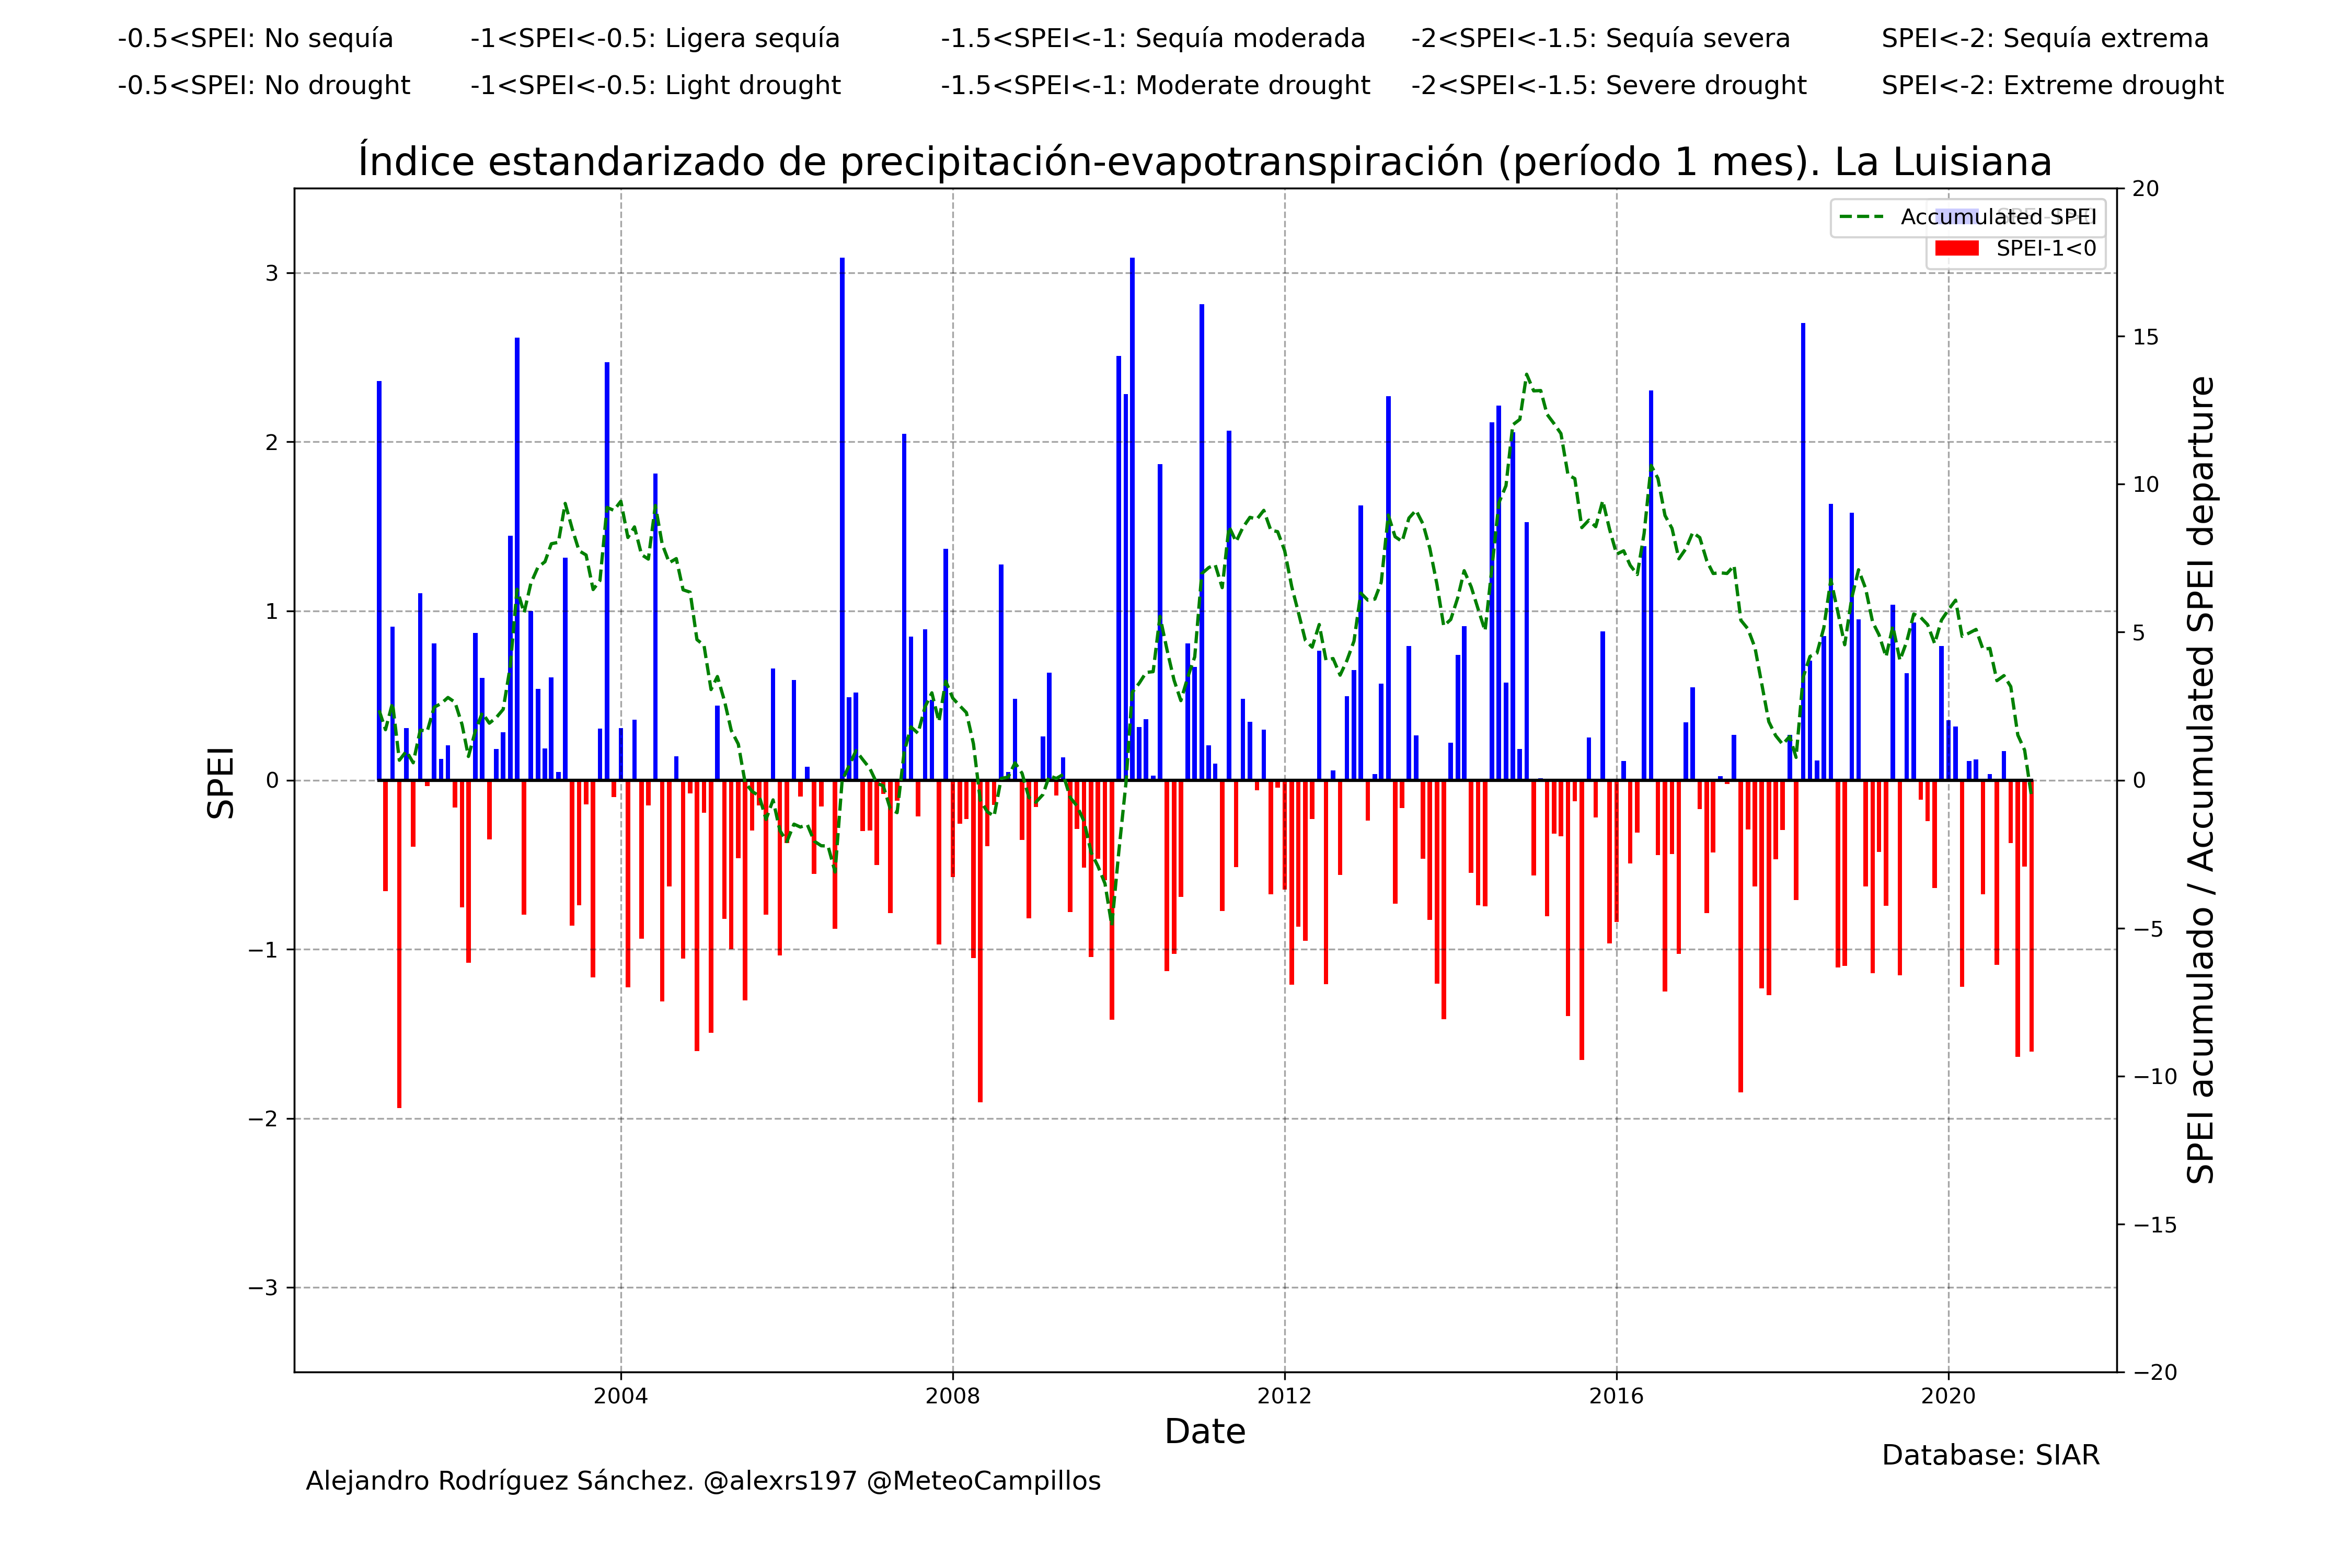 -0.5<SPEI: No sequía -1<SPEI<-0.5: Ligera sequía -1.5<SPEI<-1: Sequía moderada -2<SPEI<-1.5: Sequía severa SPEI<-2: Sequía extrema
-0.5<SPEI: No drought -1<SPEI<-0.5: Light drought -1.5<SPEI<-1: Moderate drought -2<SPEI<-1.5: Severe drought SPEI<-2: Extreme drought
Índice estandarizado de precipitación-evapotranspiración (período 1 mes). La Luisiana
Accumulated SPEI
SPEI-1<0
SPEI
3
2
1
0
−1
−2
−3
20
15
10
5
0
−5
−10
−15
−20
SPEI acumulado / Accumulated SPEI departure
2004 2008 2012 2016 2020
Date
Database: SIAR
Alejandro Rodríguez Sánchez. @alexrs197 @MeteoCampillos